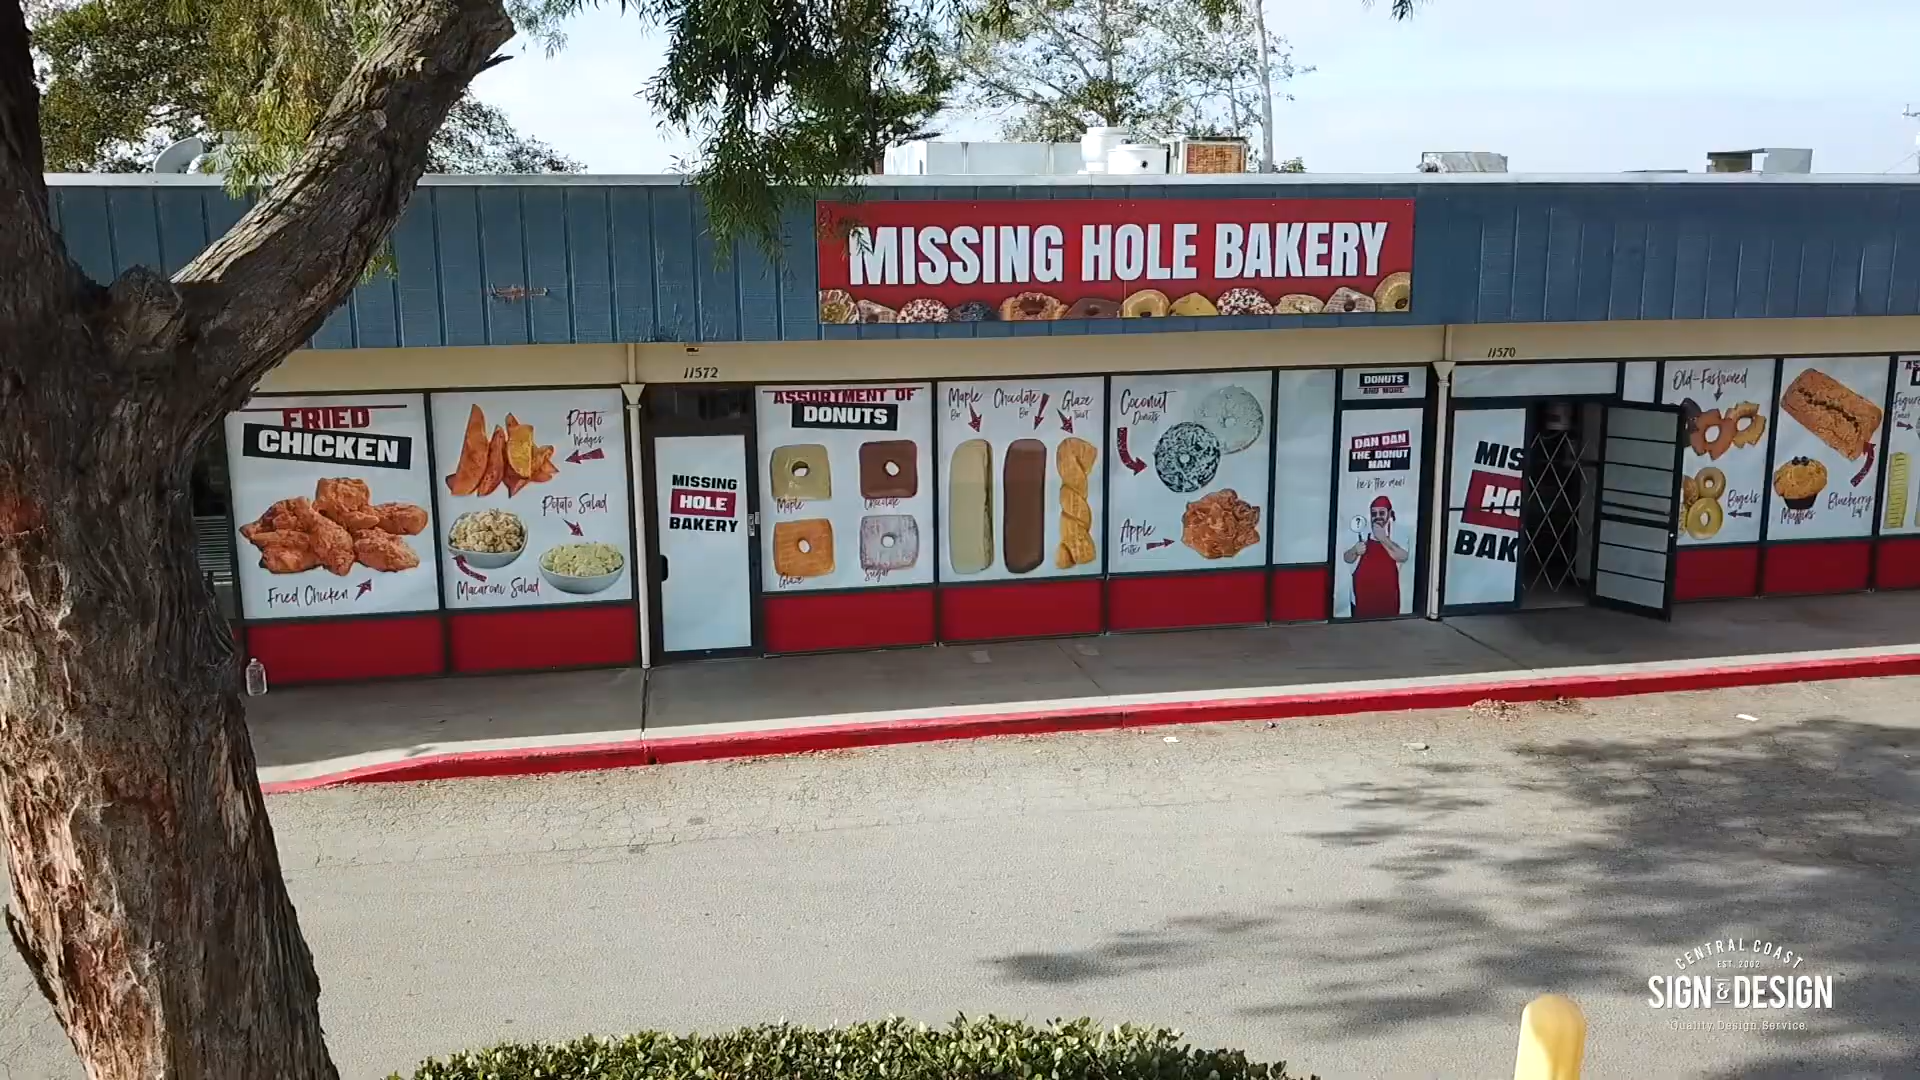 MISSING HOLE BAKERY
11572
11570
FRIED
CHICKEN
Fried Chicken
Potato
Wedges
Potato Salad
Macaroni Salad
MISSING
HOLE
BAKERY
ASSORTMENT OF
DONUTS
Maple
Chocolate
Glaze
Sugar
Maple
Bar
Chocolate
Bar
Glaze
Twist
Coconut
Donuts
Apple
Fritter
DONUTS
AND MORE
DAN DAN
THE DONUT
MAN
he's the man!
?
MIS
HO
BAK
Old-Fashioned
Bagels
Muffins
Blueberry
Loaf
CENTRAL COAST
EST. 2002
SIGN & DESIGN
Quality. Design. Service.